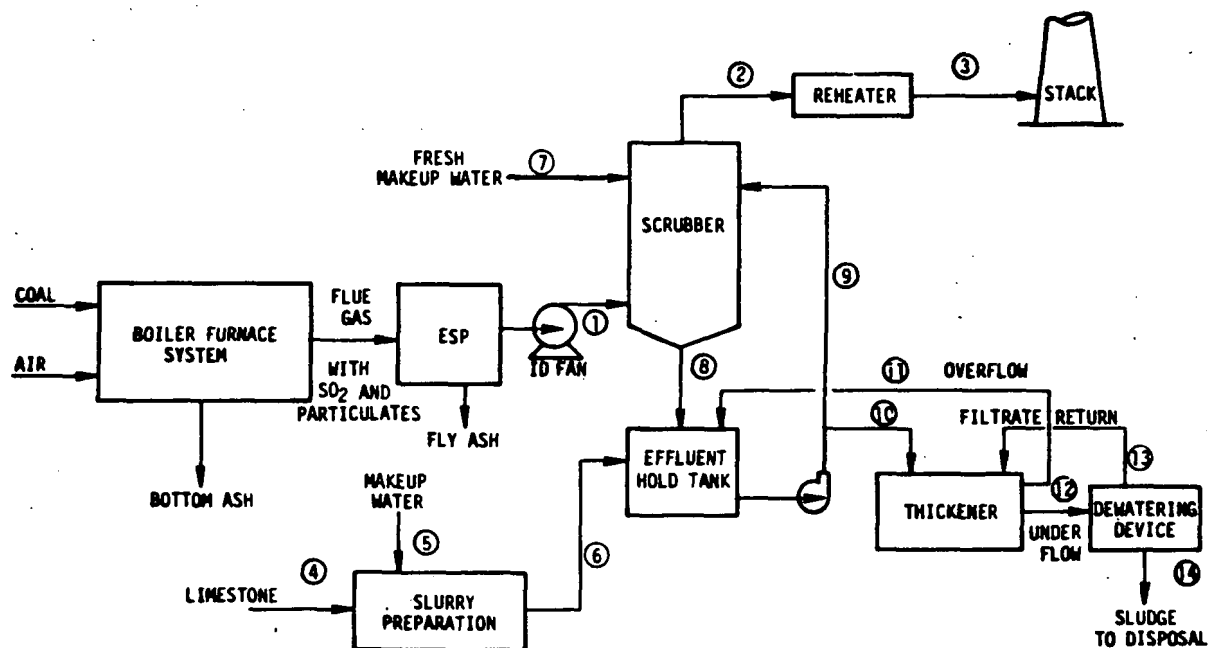 ②
③
REHEATER
STACK
FRESH
MAKEUP WATER
⑦
SCRUBBER
⑨
COAL
AIR
BOILER FURNACE
SYSTEM
FLUE
GAS
WITH
SO2 AND
PARTICULATES
ESP
①
ID FAN
⑧
⑪
OVERFLOW
⑩
FILTRATE RETURN
⑬
BOTTOM ASH
FLY ASH
EFFLUENT
HOLD TANK
THICKENER
⑫
UNDER
FLOW
DEWATERING
DEVICE
⑭
SLUDGE
TO DISPOSAL
MAKEUP
WATER
⑤
⑥
④
LIMESTONE
SLURRY
PREPARATION